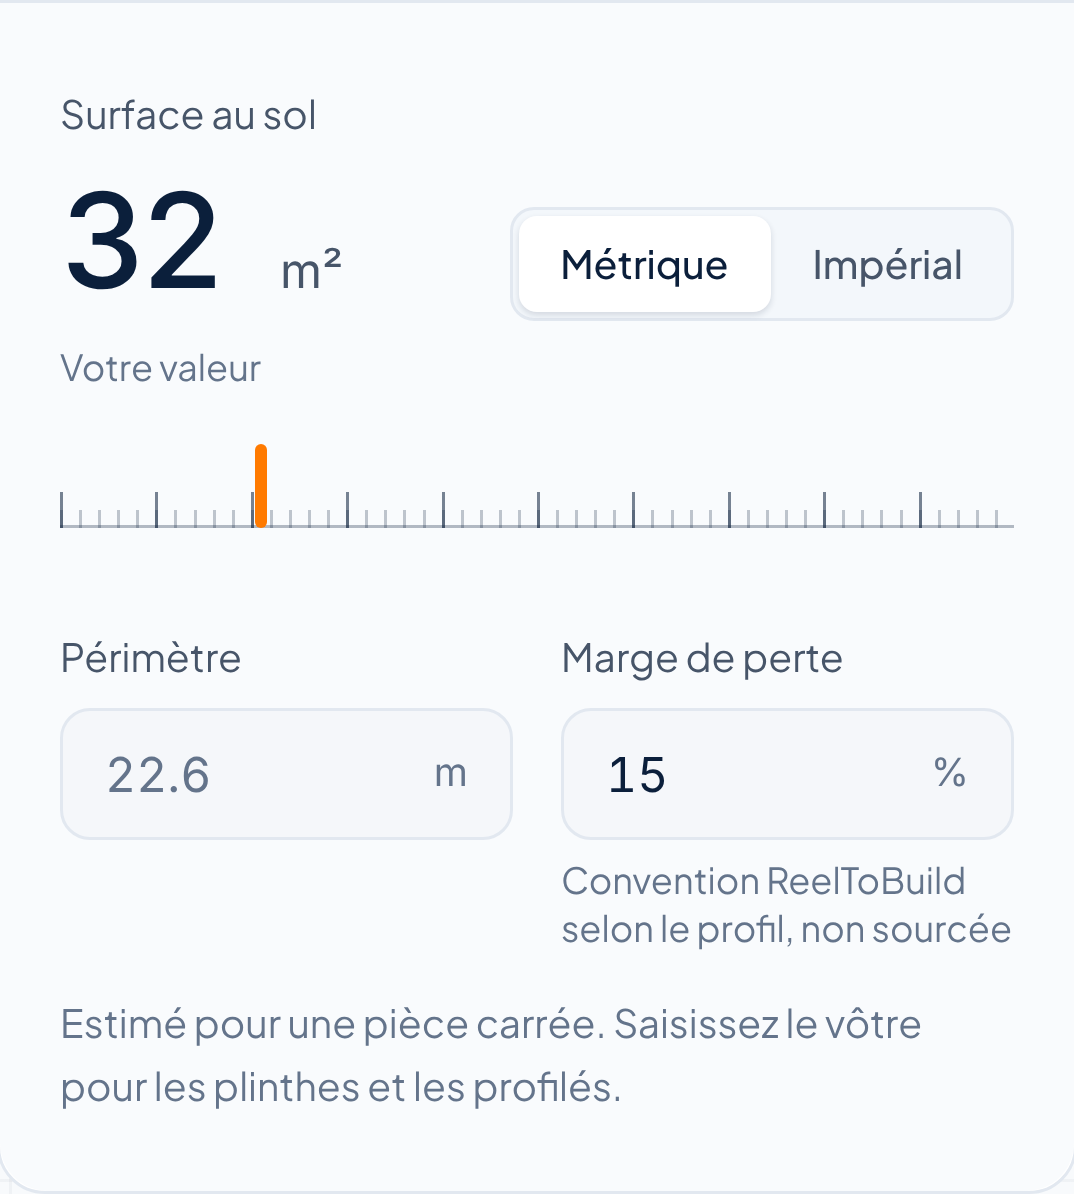 Surface au sol
32 m²
Métrique Impérial
Votre valeur
Périmètre Marge de perte
22.6 m 15 %
Convention ReelToBuild
selon le profil, non sourcée
Estimé pour une pièce carrée. Saisissez le vôtre
pour les plinthes et les profilés.